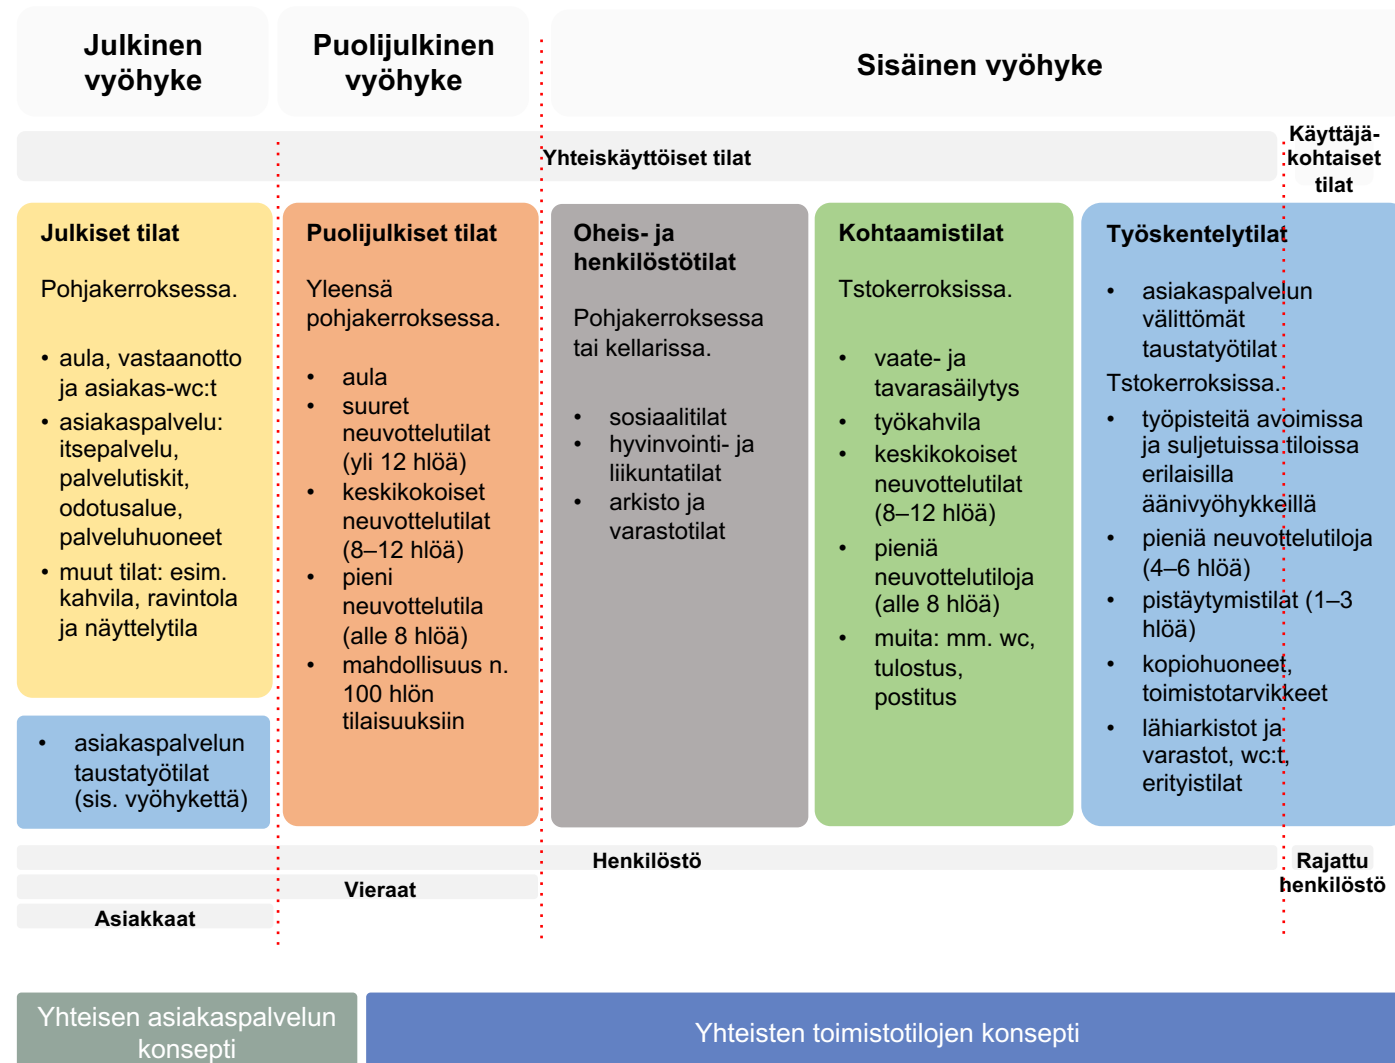 Julkinen
vyöhyke
Puolijulkinen
vyöhyke
Sisäinen vyöhyke
Yhteiskäyttöiset tilat
Käyttäjä-
kohtaiset
tilat
Julkiset tilat
Pohjakerroksessa.
• aula, vastaanotto
ja asiakas-wc:t
• asiakaspalvelu:
itsepalvelu,
palvelutiskit,
odotusalue,
palveluhuoneet
• muut tilat: esim.
kahvila, ravintola
ja näyttelytila
• asiakaspalvelun
taustatyötilat
(sis. vyöhykettä)
Puolijulkiset tilat
Yleensä
pohjakerroksessa.
• aula
• suuret
neuvottelutilat
(yli 12 hlöä)
• keskikokoiset
neuvottelutilat
(8–12 hlöä)
• pieni
neuvottelutila
(alle 8 hlöä)
• mahdollisuus n.
100 hlön
tilaisuuksiin
Oheis- ja
henkilöstötilat
Pohjakerroksessa
tai kellarissa.
• sosiaalitilat
• hyvinvointi- ja
liikuntatilat
• arkisto ja
varastotilat
Kohtaamistilat
Tstokerroksissa.
• vaate- ja
tavarasäilytys
• työkahvila
• keskikokoiset
neuvottelutilat
(8–12 hlöä)
• pieniä
neuvottelutiloja
(alle 8 hlöä)
• muita: mm. wc,
tulostus,
postitus
Työskentelytilat
• asiakaspalvelun
välittömät
taustatyötilat
Tstokerroksissa.
• työpisteitä avoimissa
ja suljetuissa tiloissa
erilaisilla
äänivyöhykkeillä
• pieniä neuvottelutiloja
(4–6 hlöä)
• pistäytymistilat (1–3
hlöä)
• kopiohuoneet,
toimistotarvikkeet
• lähiarkistot ja
varastot, wc:t,
erityistilat
Henkilöstö
Rajattu
henkilöstö
Vieraat
Asiakkaat
Yhteisen asiakaspalvelun
konsepti
Yhteisten toimistotilojen konsepti